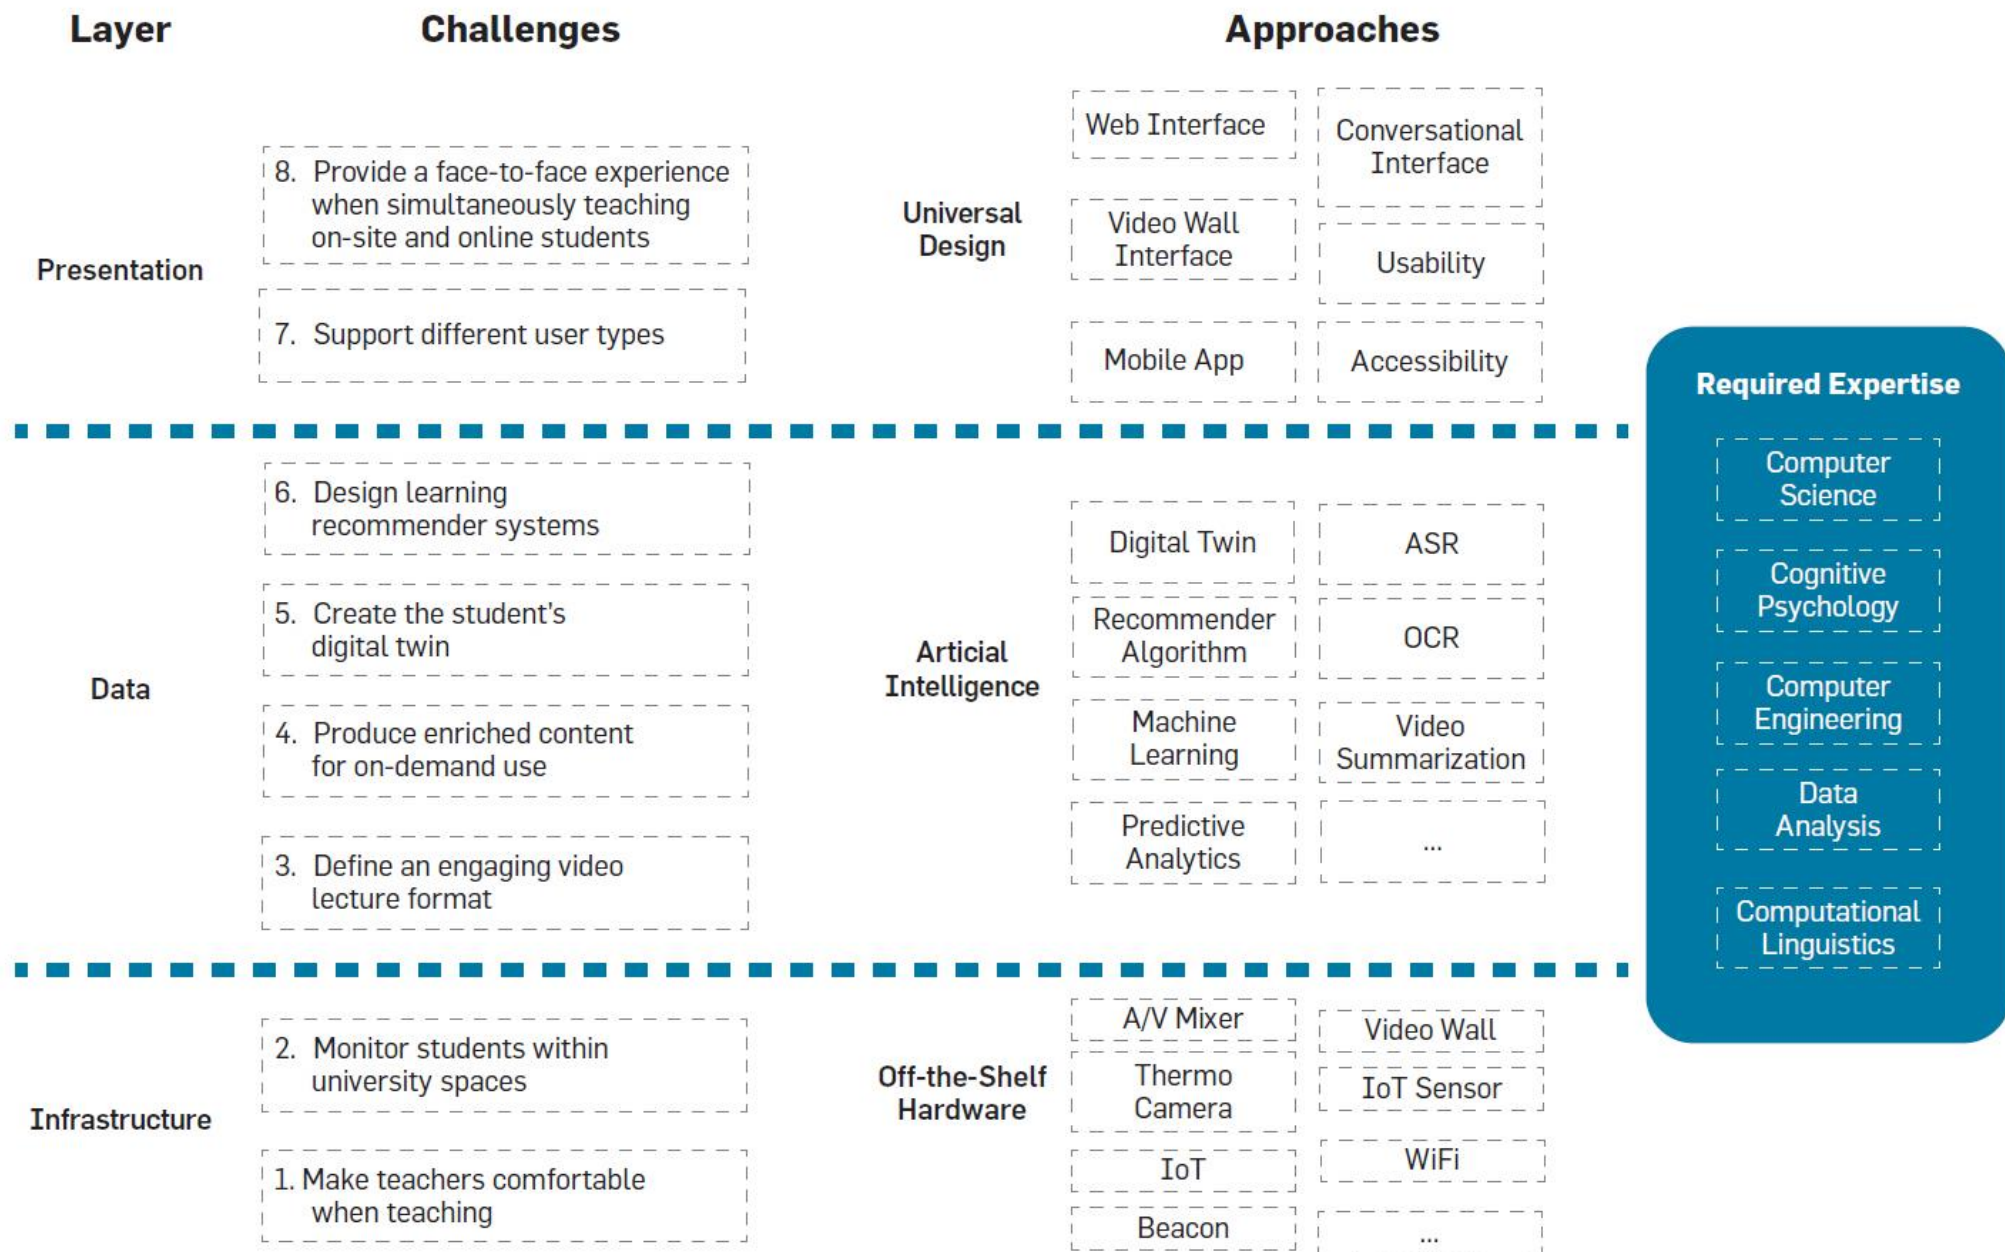 Layer
Challenges
Approaches
Presentation
8. Provide a face-to-face experience
when simultaneously teaching
on-site and online students
7. Support different user types
Universal
Design
Web Interface
Conversational
Interface
Video Wall
Interface
Usability
Mobile App
Accessibility
Data
6. Design learning
recommender systems
5. Create the student's
digital twin
4. Produce enriched content
for on-demand use
3. Define an engaging video
lecture format
Articial
Intelligence
Digital Twin
ASR
Recommender
Algorithm
OCR
Machine
Learning
Video
Summarization
Predictive
Analytics
...
Infrastructure
2. Monitor students within
university spaces
1. Make teachers comfortable
when teaching
Off-the-Shelf
Hardware
A/V Mixer
Video Wall
Thermo
Camera
IoT Sensor
IoT
WiFi
Beacon
...
Required Expertise
Computer
Science
Cognitive
Psychology
Computer
Engineering
Data
Analysis
Computational
Linguistics